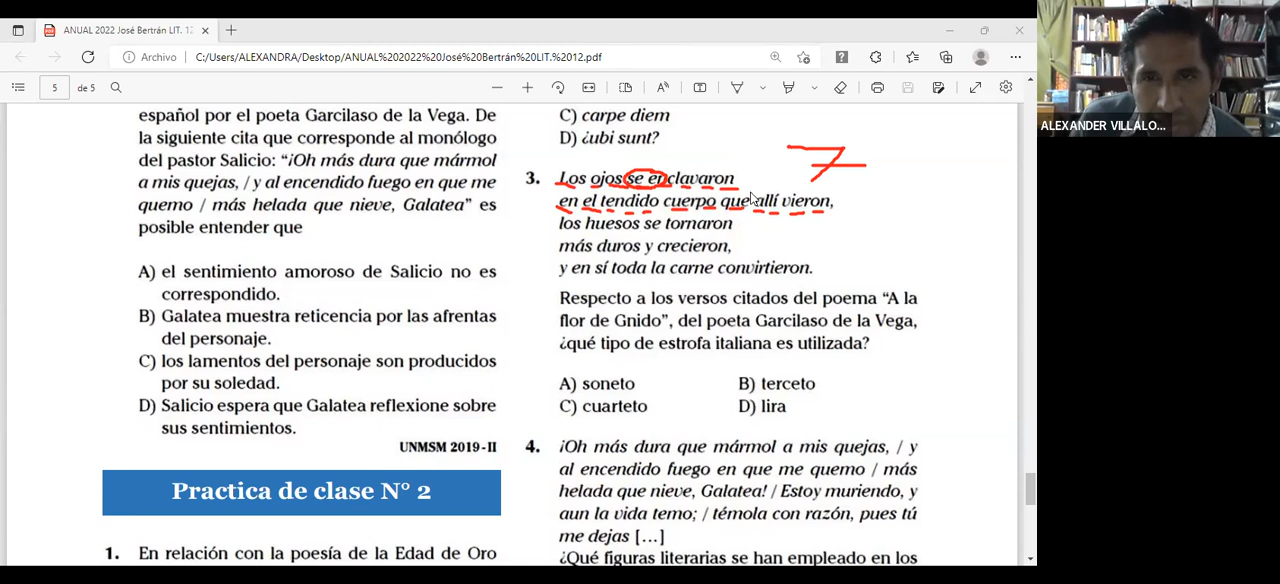 ANUAL 2022 José Bertrán LIT. 12
Archivo
C:/Users/ALEXANDRA/Desktop/ANUAL%202022%20José%20Bertrán%20LIT.%2012.pdf
5
de 5
ALEXANDER VILLALO...
español por el poeta Garcilaso de la Vega. De
la siguiente cita que corresponde al monólogo
del pastor Salicio: “¡Oh más dura que mármol
a mis quejas, / y al encendido fuego en que me
quemo / más helada que nieve, Galatea” es
posible entender que
A) el sentimiento amoroso de Salicio no es
correspondido.
B) Galatea muestra reticencia por las afrentas
del personaje.
C) los lamentos del personaje son producidos
por su soledad.
D) Salicio espera que Galatea reflexione sobre
sus sentimientos.
UNMSM 2019-II
Practica de clase N° 2
1. En relación con la poesía de la Edad de Oro
C) carpe diem
D) ¿ubi sunt?
7
3. Los ojos se enclavaron
en el tendido cuerpo que allí vieron,
los huesos se tornaron
más duros y crecieron,
y en sí toda la carne convirtieron.
Respecto a los versos citados del poema “A la
flor de Gnido”, del poeta Garcilaso de la Vega,
¿qué tipo de estrofa italiana es utilizada?
A) soneto B) terceto
C) cuarteto D) lira
4. ¡Oh más dura que mármol a mis quejas, / y
al encendido fuego en que me quemo / más
helada que nieve, Galatea! / Estoy muriendo, y
aun la vida temo; / témola con razón, pues tú
me dejas [...]
¿Qué figuras literarias se han empleado en los